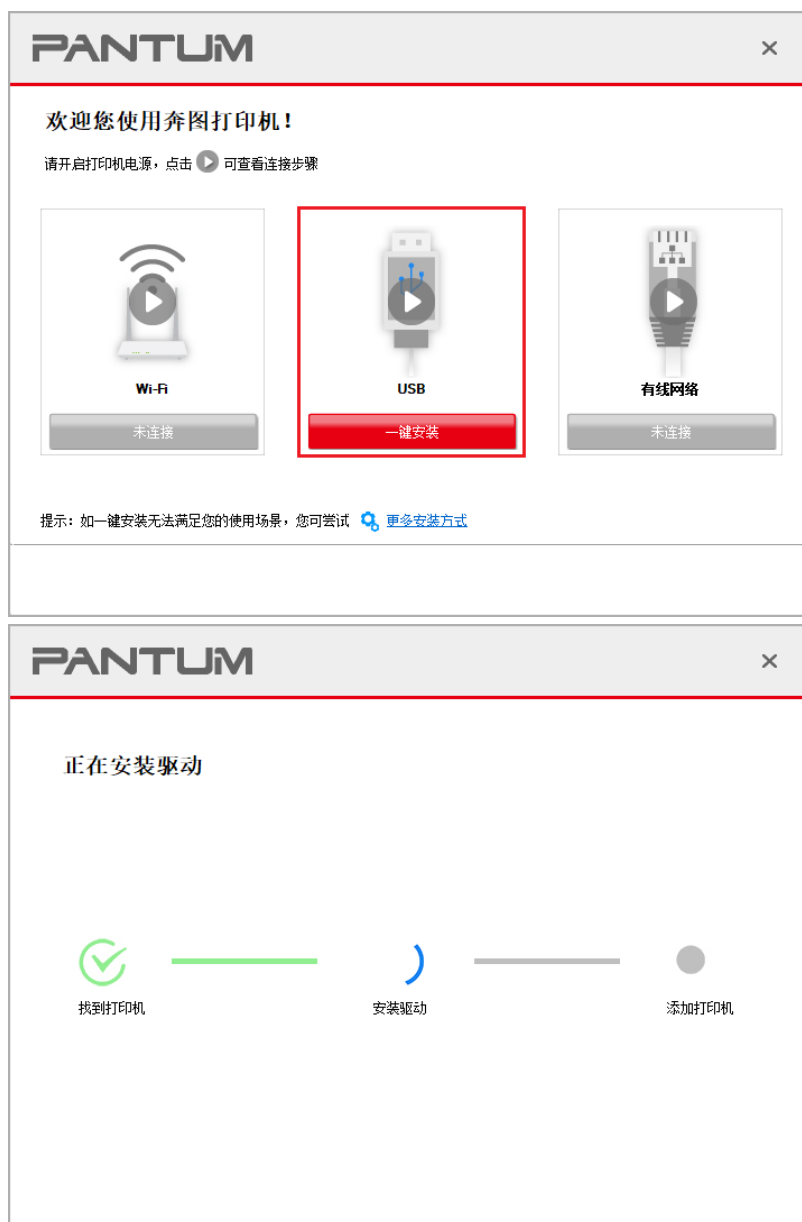 PANTUM
欢迎您使用奔图打印机！
请开启打印机电源，点击 可查看连接步骤
Wi-Fi
USB
有线网络
未连接
一键安装
未连接
提示：如一键安装无法满足您的使用场景，您可尝试 更多安装方式
PANTUM
正在安装驱动
找到打印机
安装驱动
添加打印机